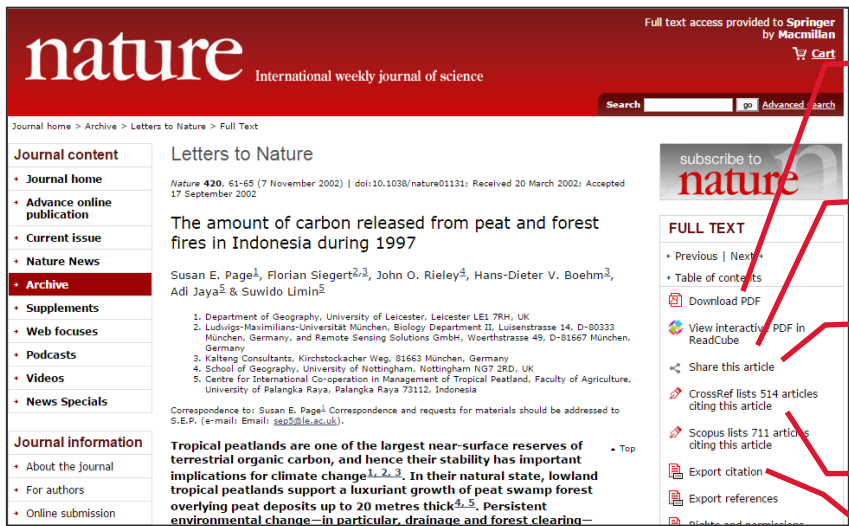 Full text access provided to Springer
by Macmillan
Cart
nature International weekly journal of science
Search go Advanced search
Journal home > Archive > Letters to Nature > Full Text
Journal content
Journal home
Advance online
publication
Current issue
Nature News
Archive
Supplements
Web focuses
Podcasts
Videos
News Specials
Journal information
About the journal
For authors
Online submission
Letters to Nature
Nature 420, 61-65 (7 November 2002) | doi:10.1038/nature01131; Received 20 March 2002; Accepted
17 September 2002
The amount of carbon released from peat and forest
fires in Indonesia during 1997
Susan E. Page1, Florian Siegert2,3, John O. Rieley4, Hans-Dieter V. Boehm3,
Adi Jaya5 & Suwido Limin5
1. Department of Geography, University of Leicester, Leicester LE1 7RH, UK
2. Ludwigs-Maximilians-Universität München, Biology Department II, Luisenstrasse 14, D-80333
München, Germany, and Remote Sensing Solutions GmbH, Woerthstrasse 49, D-81667 München,
Germany
3. Kalteng Consultants, Kirchstockacher Weg, 81663 München, Germany
4. School of Geography, University of Nottingham, Nottingham NG7 2RD, UK
5. Centre for International Co-operation in Management of Tropical Peatland, Faculty of Agriculture,
University of Palangka Raya, Palangka Raya 73112, Indonesia
Correspondence to: Susan E. Page1 Correspondence and requests for materials should be addressed to
S.E.P. (e-mail: Email: sep5@le.ac.uk).
Top
Tropical peatlands are one of the largest near-surface reserves of
terrestrial organic carbon, and hence their stability has important
implications for climate change1, 2, 3. In their natural state, lowland
tropical peatlands support a luxuriant growth of peat swamp forest
overlying peat deposits up to 20 metres thick4, 5. Persistent
environmental change—in particular, drainage and forest clearing—
subscribe to
nature
FULL TEXT
Previous | Next
Table of contents
Download PDF
View interactive PDF in
ReadCube
Share this article
CrossRef lists 514 articles
citing this article
Scopus lists 711 articles
citing this article
Export citation
Export references
Rights and permissions